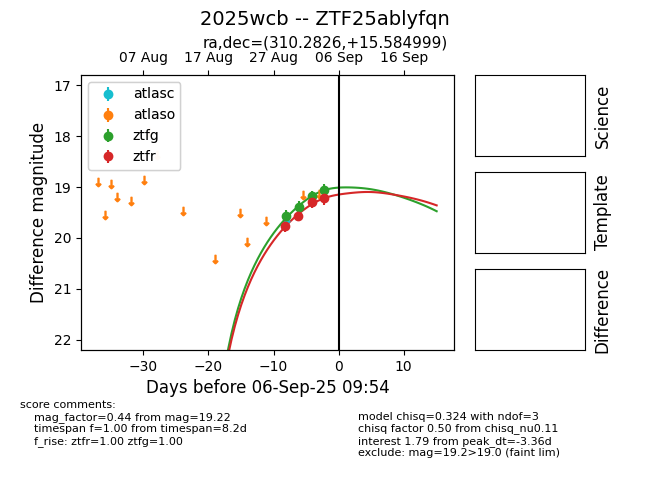 2025wcb -- ZTF25ablyfqn
ra,dec=(310.2826,+15.584999)
07 Aug 17 Aug 27 Aug 06 Sep 16 Sep
atlasc
atlaso
ztfg
ztfr
17
18
19
20
21
22
Difference magnitude
−30 −20 −10 0 10
Days before 06-Sep-25 09:54
Science
Template
Difference
score comments:
mag_factor=0.44 from mag=19.22
timespan f=1.00 from timespan=8.2d
f_rise: ztfr=1.00 ztfg=1.00
model chisq=0.324 with ndof=3
chisq factor 0.50 from chisq_nu0.11
interest 1.79 from peak_dt=-3.36d
exclude: mag=19.2>19.0 (faint lim)